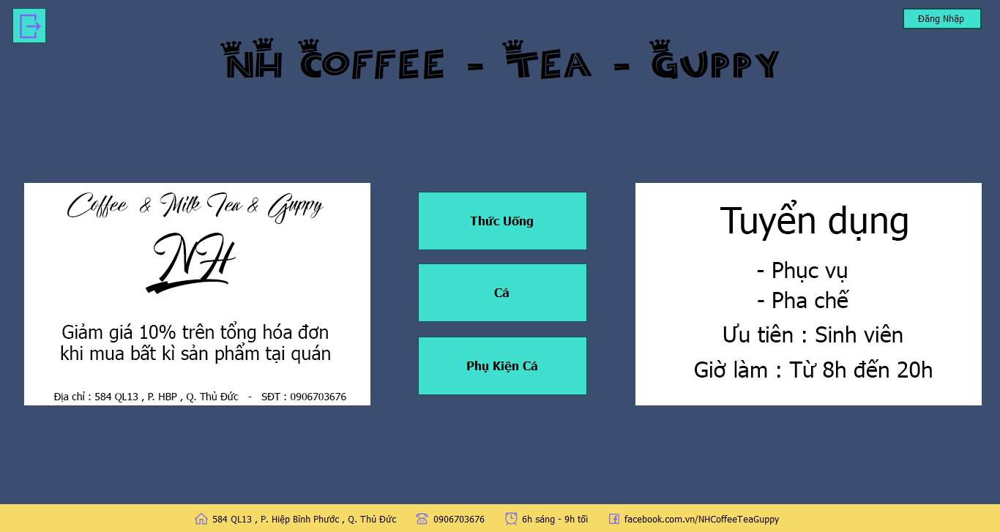 Đăng Nhập
NH COFFEE - TEA - GUPPY
Coffee & Milk Tea & Guppy
NH
Giảm giá 10% trên tổng hóa đơn
khi mua bất kì sản phẩm tại quán
Địa chỉ : 584 QL13 , P. HBP , Q. Thủ Đức - SĐT : 0906703676
Thức Uống
Cá
Phụ Kiện Cá
Tuyển dụng
- Phục vụ
- Pha chế
Ưu tiên : Sinh viên
Giờ làm : Từ 8h đến 20h
584 QL13 , P. Hiệp Bình Phước , Q. Thủ Đức
0906703676
6h sáng - 9h tối
facebook.com.vn/NHCoffeeTeaGuppy